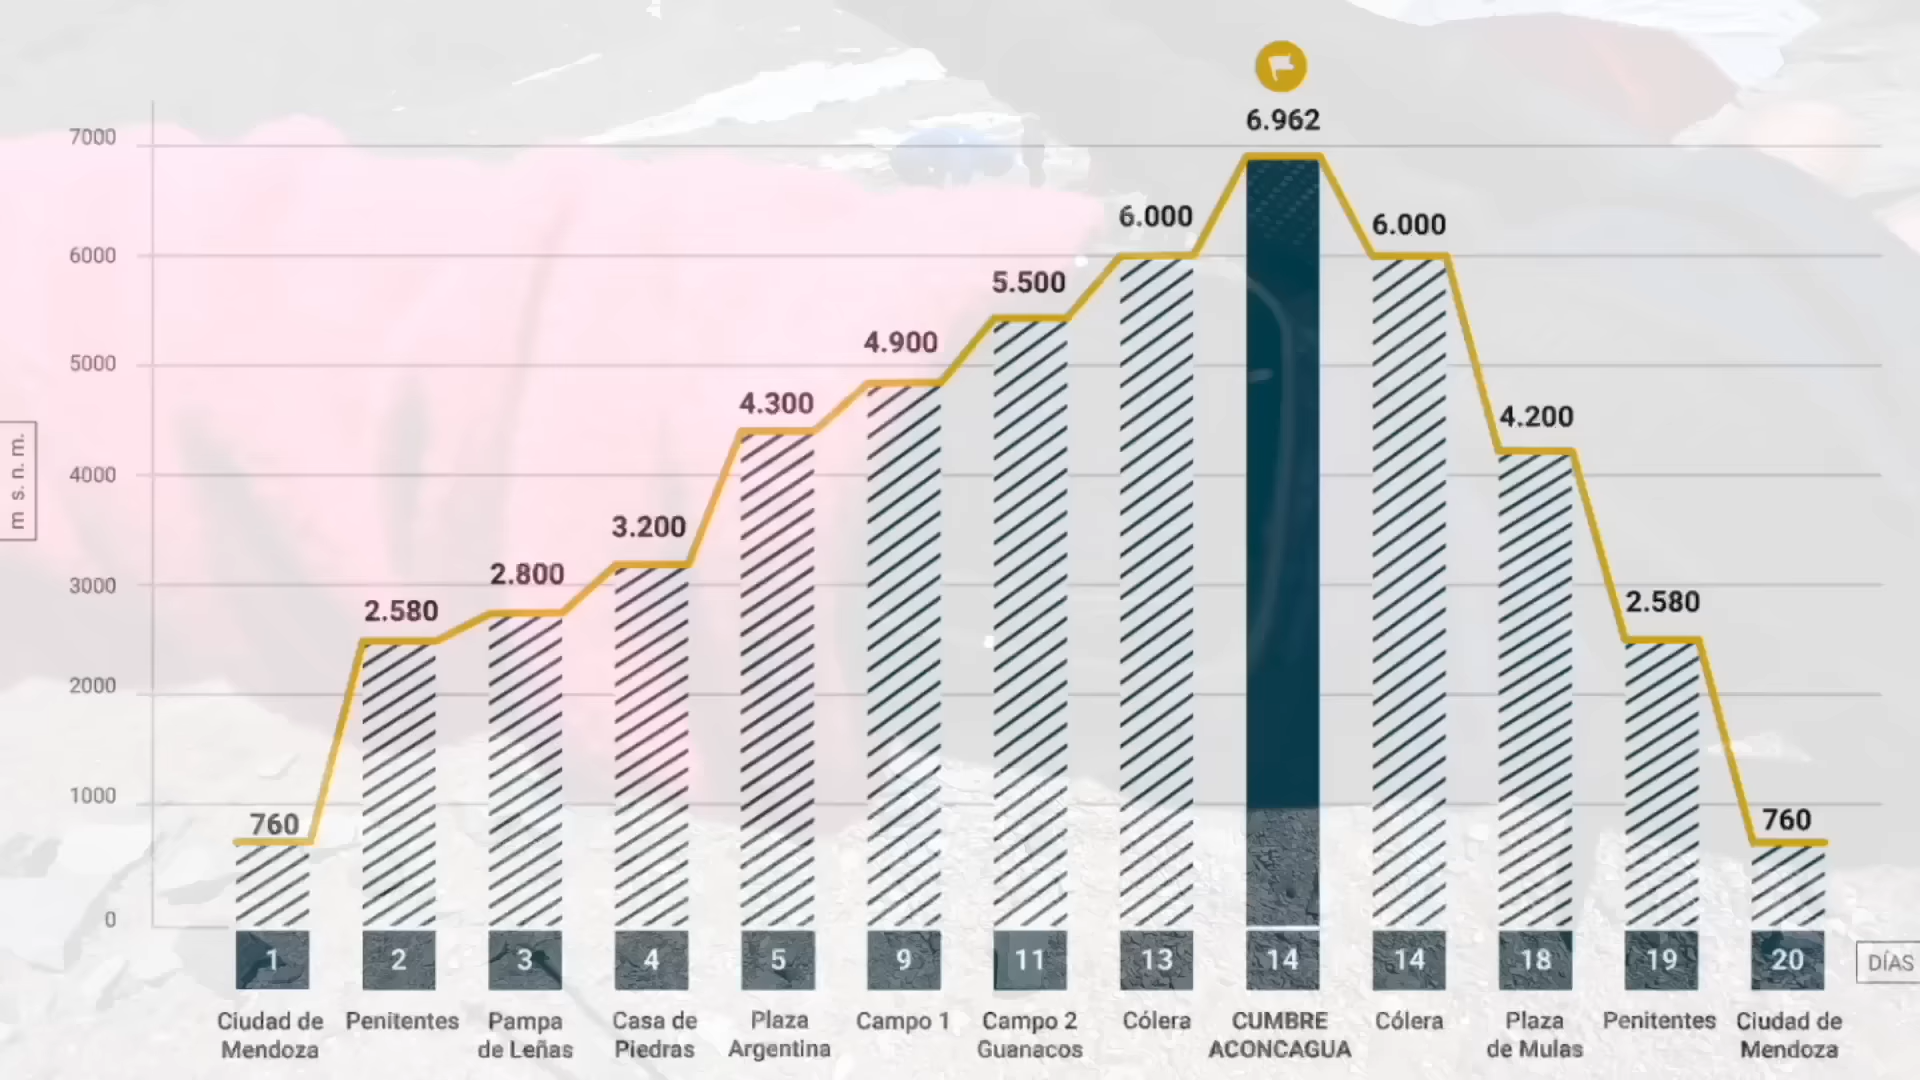 6.962
7000
6000
5000
4000
3000
2000
1000
0
m s. n. m.
760
2.580
2.800
3.200
4.300
4.900
5.500
6.000
6.000
4.200
2.580
760
1 2 3 4 5 9 11 13 14 14 18 19 20
DÍAS
Ciudad de
Mendoza
Penitentes
Pampa
de Leñas
Casa de
Piedras
Plaza
Argentina
Campo 1
Campo 2
Guanacos
Cólera
CUMBRE
ACONCAGUA
Cólera
Plaza
de Mulas
Penitentes
Ciudad de
Mendoza